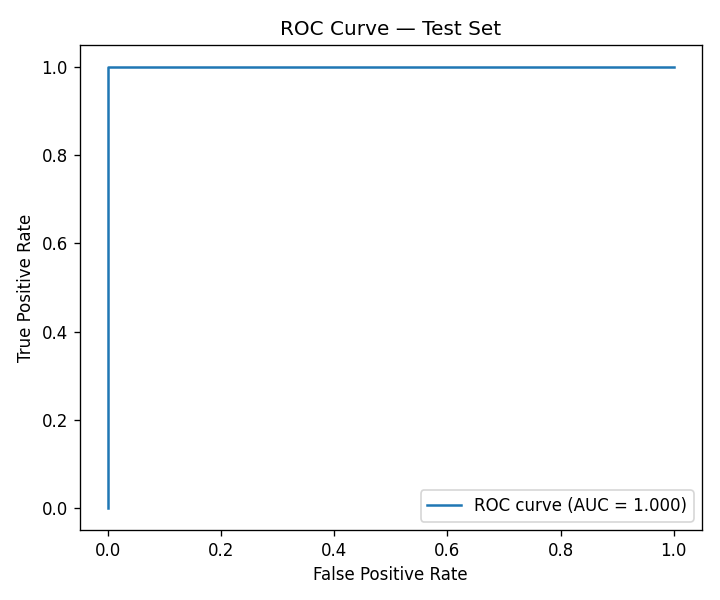 ROC Curve — Test Set
1.0
0.8
0.6
0.4
0.2
0.0
True Positive Rate
ROC curve (AUC = 1.000)
0.0 0.2 0.4 0.6 0.8 1.0
False Positive Rate